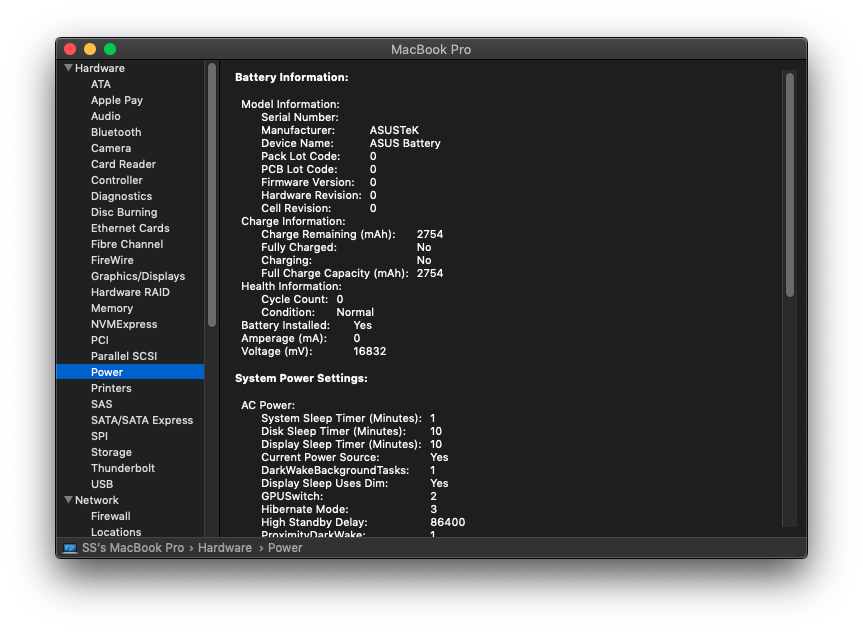 MacBook Pro
Hardware
ATA
Apple Pay
Audio
Bluetooth
Camera
Card Reader
Controller
Diagnostics
Disc Burning
Ethernet Cards
Fibre Channel
FireWire
Graphics/Displays
Hardware RAID
Memory
NVMExpress
PCI
Parallel SCSI
Power
Printers
SAS
SATA/SATA Express
SPI
Storage
Thunderbolt
USB
Network
Firewall
Locations
Battery Information:
Model Information:
Serial Number:
Manufacturer: ASUSTeK
Device Name: ASUS Battery
Pack Lot Code: 0
PCB Lot Code: 0
Firmware Version: 0
Hardware Revision: 0
Cell Revision: 0
Charge Information:
Charge Remaining (mAh): 2754
Fully Charged: No
Charging: No
Full Charge Capacity (mAh): 2754
Health Information:
Cycle Count: 0
Condition: Normal
Battery Installed: Yes
Amperage (mA): 0
Voltage (mV): 16832
System Power Settings:
AC Power:
System Sleep Timer (Minutes): 1
Disk Sleep Timer (Minutes): 10
Display Sleep Timer (Minutes): 10
Current Power Source: Yes
DarkWakeBackgroundTasks: 1
Display Sleep Uses Dim: Yes
GPUSwitch: 2
Hibernate Mode: 3
High Standby Delay: 86400
ProximityDarkWake: 1
SS's MacBook Pro › Hardware › Power